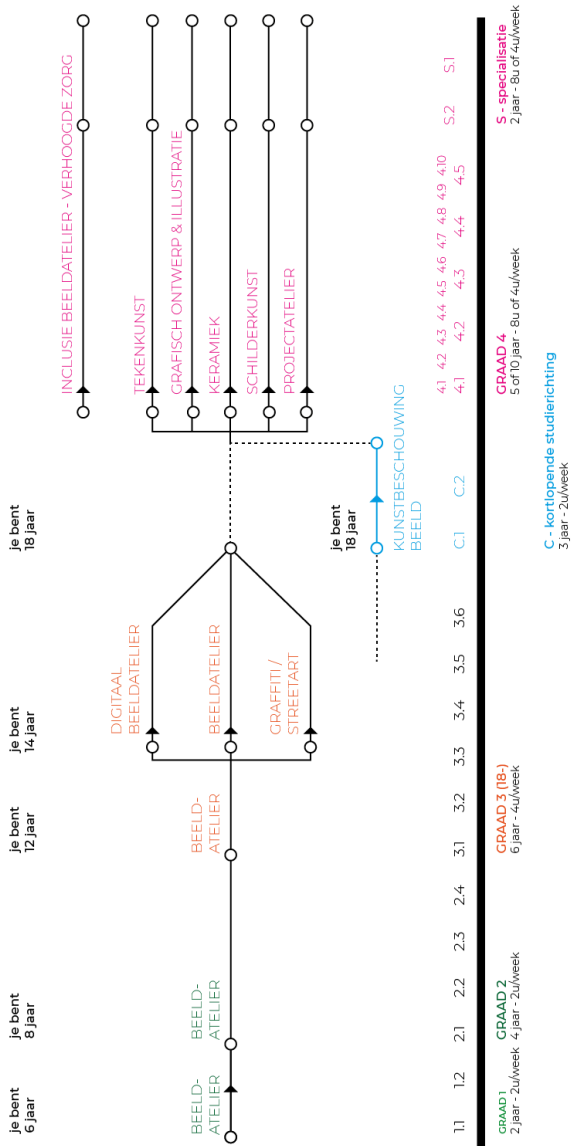 je bent
6 jaar
je bent
8 jaar
je bent
12 jaar
je bent
14 jaar
je bent
18 jaar
INCLUSIE BEELDATELIER - VERHOOGDE ZORG
TEKENKUNST
GRAFISCH ONTWERP & ILLUSTRATIE
KERAMIEK
SCHILDERKUNST
PROJECTATELIER
DIGITAAL
BEELDATELIER
BEELDATELIER
GRAFFITI /
STREETART
BEELD-
ATELIER
BEELD-
ATELIER
BEELD-
ATELIER
je bent
18 jaar
KUNSTBESCHOUWING
BEELD
4.1 4.2 4.3 4.4 4.5 4.6 4.7 4.8 4.9 4.10
1.1 1.2 2.1 2.2 2.3 2.4 3.1 3.2 3.3 3.4 3.5 3.6 C.1 C.2 4.1 4.2 4.3 4.4 4.5 S.2 S.1
GRAAD 1
2 jaar - 2u/week
GRAAD 2
4 jaar - 2u/week
GRAAD 3 (18-)
6 jaar - 4u/week
GRAAD 4
5 of 10 jaar - 8u of 4u/week
S - specialisatie
2 jaar - 8u of 4u/week
C - kortlopende studierichting
3 jaar - 2u/week